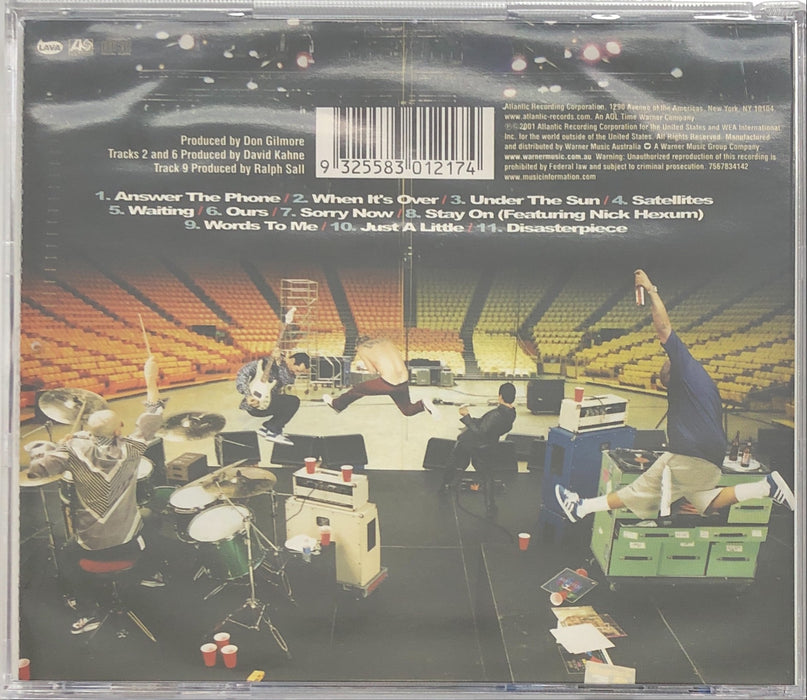 LAVA
Produced by Don Gilmore
Tracks 2 and 6 Produced by David Kahne
Track 9 Produced by Ralph Sall
9 325583 012174
Atlantic Recording Corporation, 1290 Avenue of the Americas, New York, NY 10104
www.atlantic-records.com. An AOL Time Warner Company
℗© 2001 Atlantic Recording Corporation for the United States and WEA International
Inc. for the world outside of the United States. All Rights Reserved. Manufactured
and distributed by Warner Music Australia A Warner Music Group Company
www.warnermusic.com.au Warning: Unauthorized reproduction of this recording is
prohibited by Federal law and subject to criminal prosecution. 7567834142
www.musicinformation.com
1. Answer The Phone / 2. When It's Over / 3. Under The Sun / 4. Satellites
5. Waiting / 6. Ours / 7. Sorry Now / 8. Stay On (Featuring Nick Hexum)
9. Words To Me / 10. Just A Little / 11. Disasterpiece